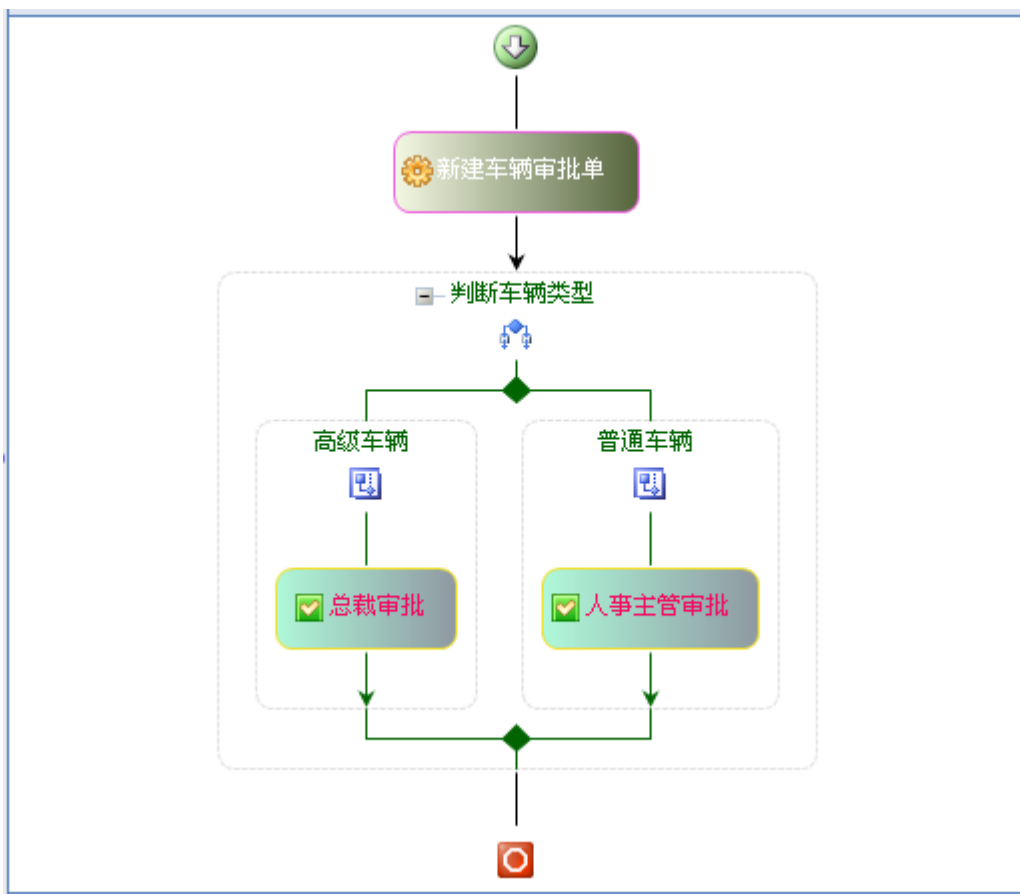 新建车辆审批单
判断车辆类型
高级车辆
普通车辆
总裁审批
人事主管审批